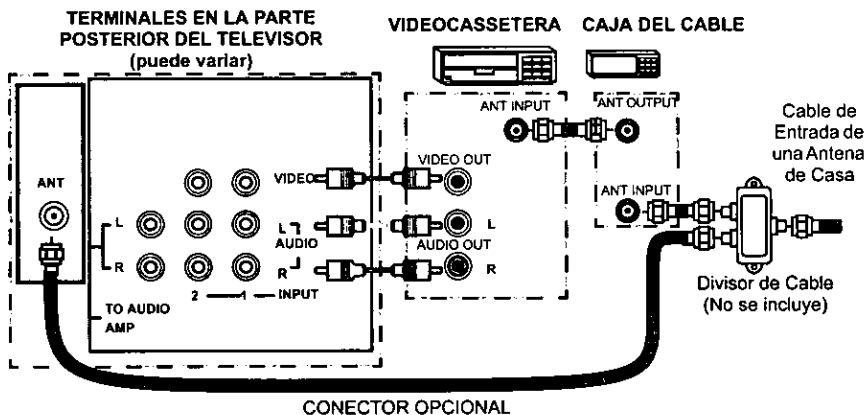 TERMINALES EN LA PARTE
POSTERIOR DEL TELEVISOR
(puede variar)
VIDEOCASSETERA
CAJA DEL CABLE
ANT INPUT
ANT OUTPUT
Cable de
Entrada de
una Antena
de Casa
ANT
VIDEO
VIDEO OUT
ANT INPUT
L
L
AUDIO
L
AUDIO OUT
R
R
R
2
1
INPUT
TO AUDIO
AMP
Divisor de Cable
(No se incluye)
CONECTOR OPCIONAL